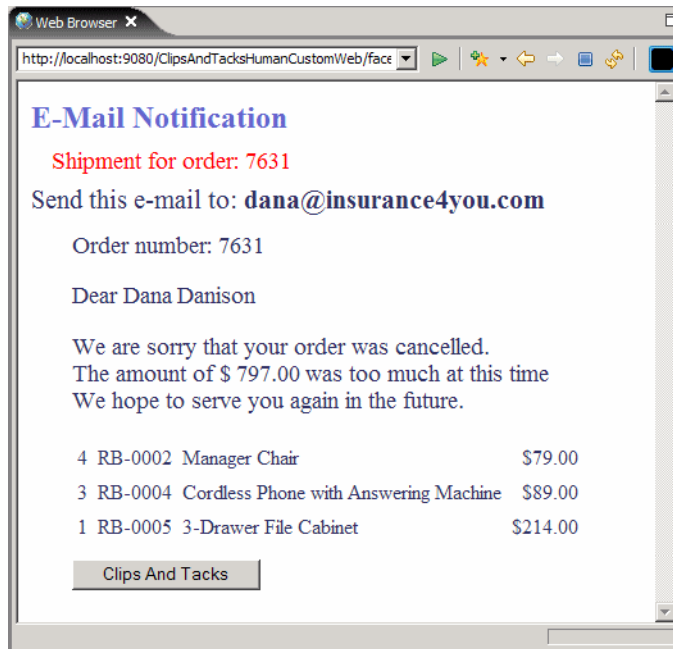 Web Browser
http://localhost:9080/ClipsAndTacksHumanCustomWeb/face
E-Mail Notification
Shipment for order: 7631
Send this e-mail to: dana@insurance4you.com
Order number: 7631
Dear Dana Danison
We are sorry that your order was cancelled.
The amount of $ 797.00 was too much at this time
We hope to serve you again in the future.
4 RB-0002 Manager Chair $79.00
3 RB-0004 Cordless Phone with Answering Machine $89.00
1 RB-0005 3-Drawer File Cabinet $214.00
Clips And Tacks